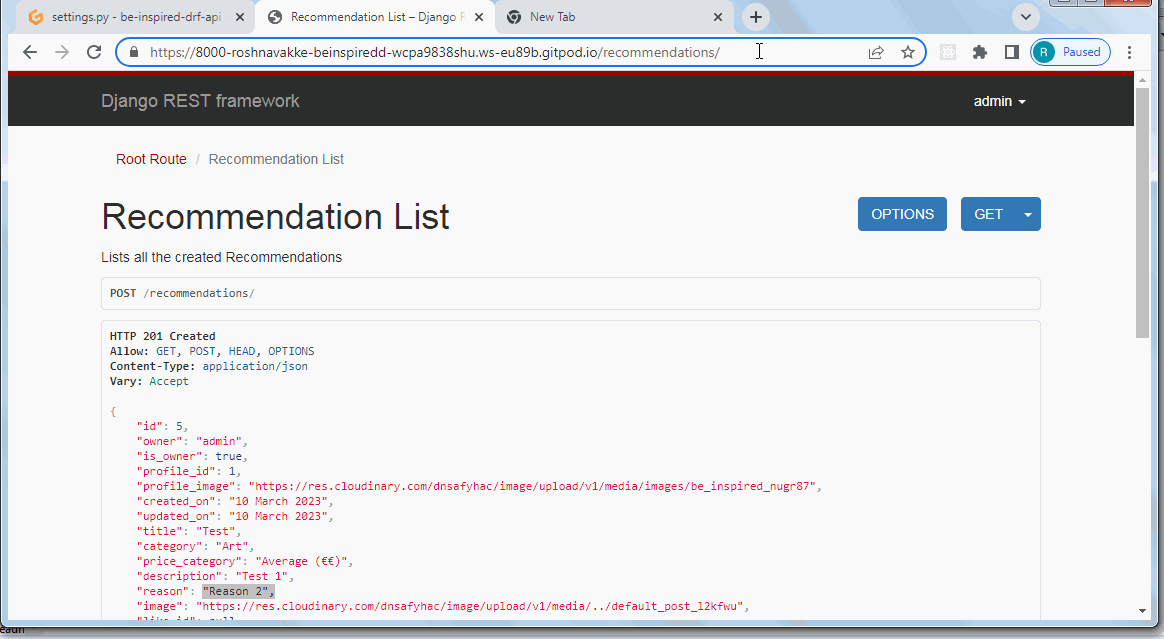 settings.py - be-inspired-drf-api
Recommendation List – Django
New Tab
https://8000-roshnavakke-beinspiredd-wcpa9838shu.ws-eu89b.gitpod.io/recommendations/
R Paused
Django REST framework
admin
Root Route / Recommendation List
Recommendation List
OPTIONS
GET
Lists all the created Recommendations
POST /recommendations/
HTTP 201 Created
Allow: GET, POST, HEAD, OPTIONS
Content-Type: application/json
Vary: Accept
{
"id": 5,
"owner": "admin",
"is_owner": true,
"profile_id": 1,
"profile_image": "https://res.cloudinary.com/dnsafyhac/image/upload/v1/media/images/be_inspired_nugr87",
"created_on": "10 March 2023",
"updated_on": "10 March 2023",
"title": "Test",
"category": "Art",
"price_category": "Average (€€)",
"description": "Test 1",
"reason": "Reason 2",
"image": "https://res.cloudinary.com/dnsafyhac/image/upload/v1/media/../default_post_l2kfwu",
"like_id": null,